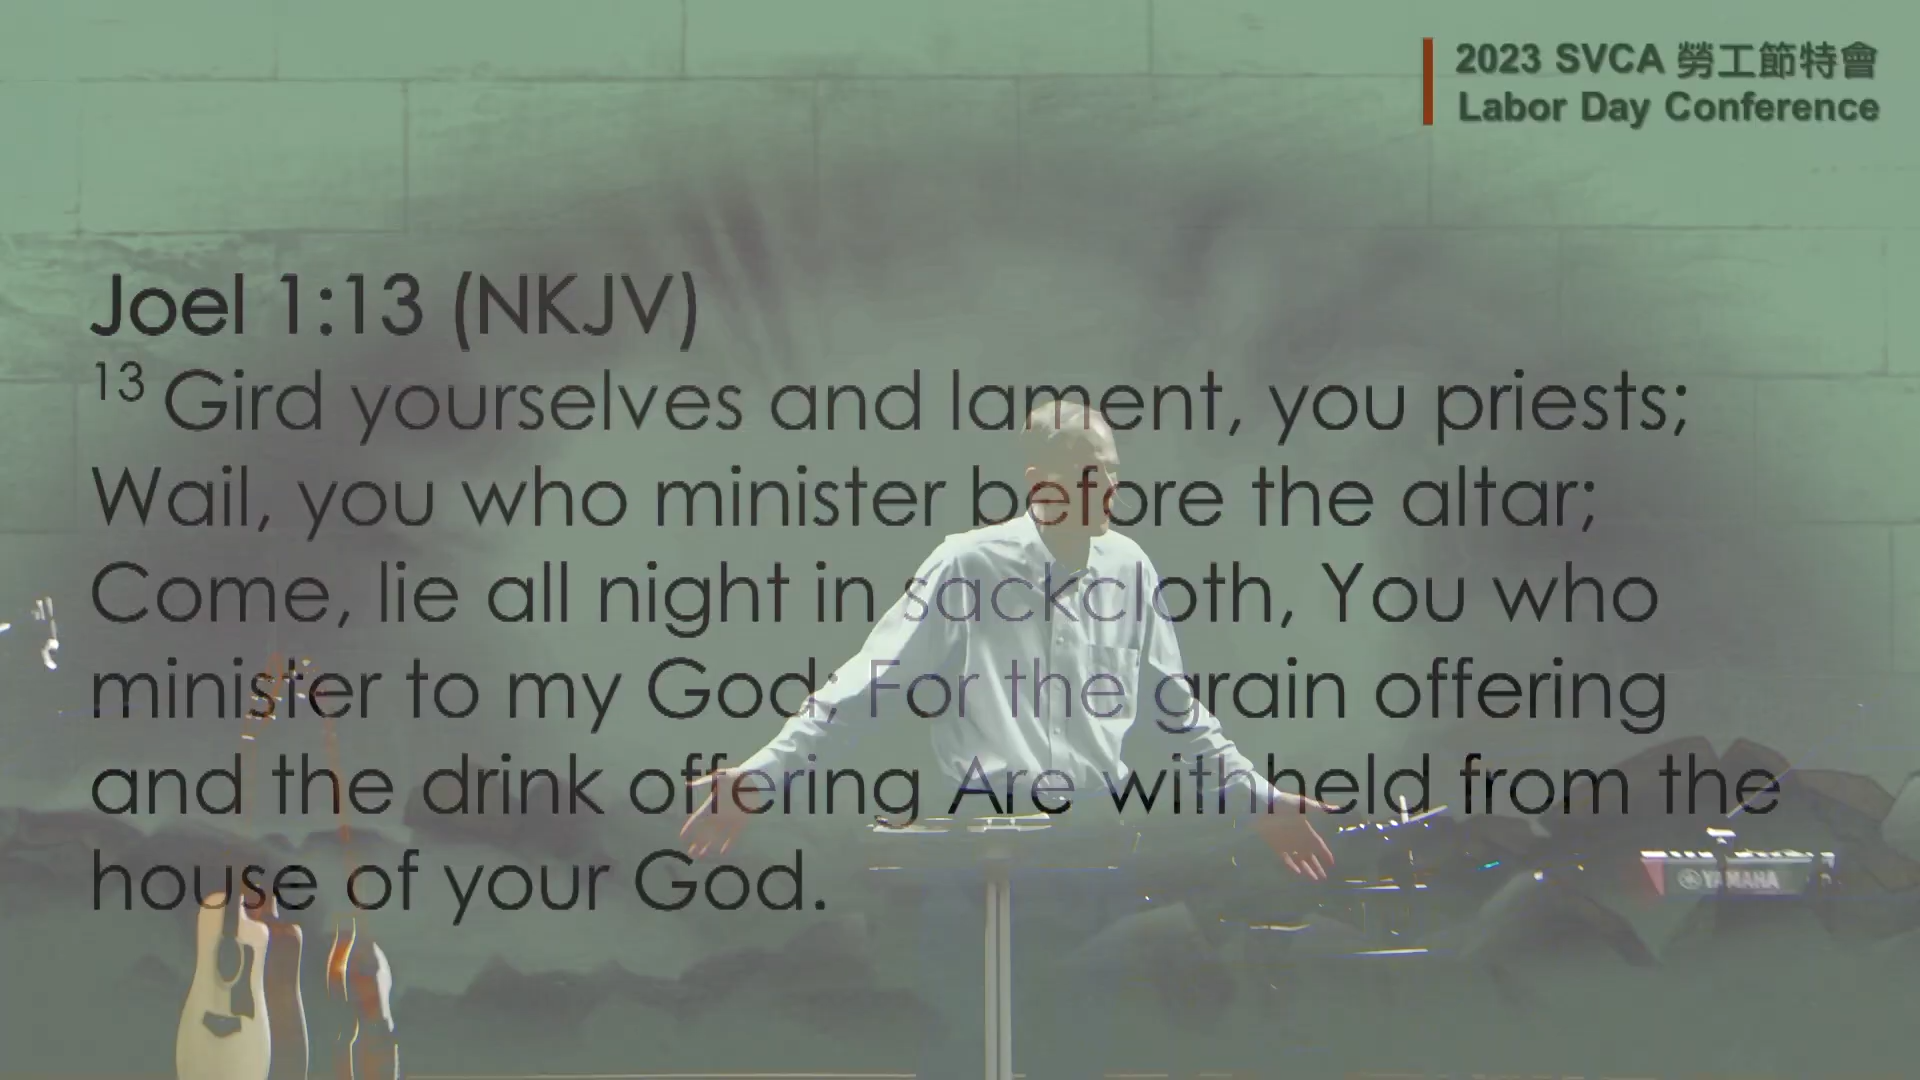 2023 SVCA 勞工節特會
Labor Day Conference
Joel 1:13 (NKJV)
13 Gird yourselves and lament, you priests;
Wail, you who minister before the altar;
Come, lie all night in sackcloth, You who
minister to my God; For the grain offering
and the drink offering Are withheld from the
house of your God.
YAMAHA